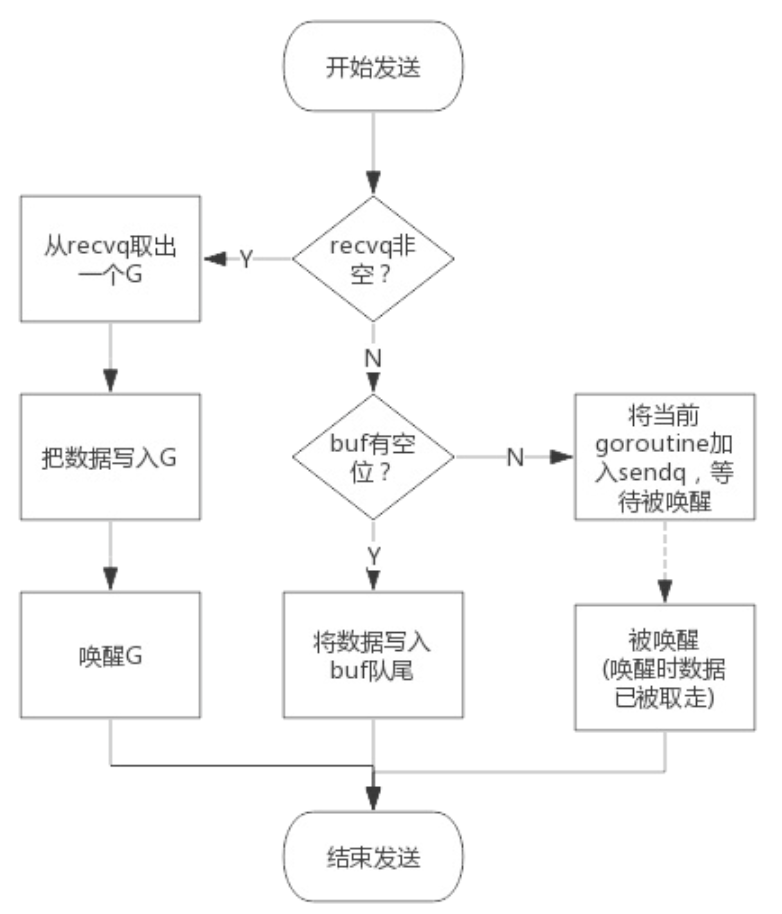 开始发送
从recvq取出
一个G
Y
recvq非
空？
N
把数据写入G
buf有空
位？
N
将当前
goroutine加
入sendq，等
待被唤醒
Y
唤醒G
将数据写入
buf队尾
被唤醒
(唤醒时数据
已被取走)
结束发送